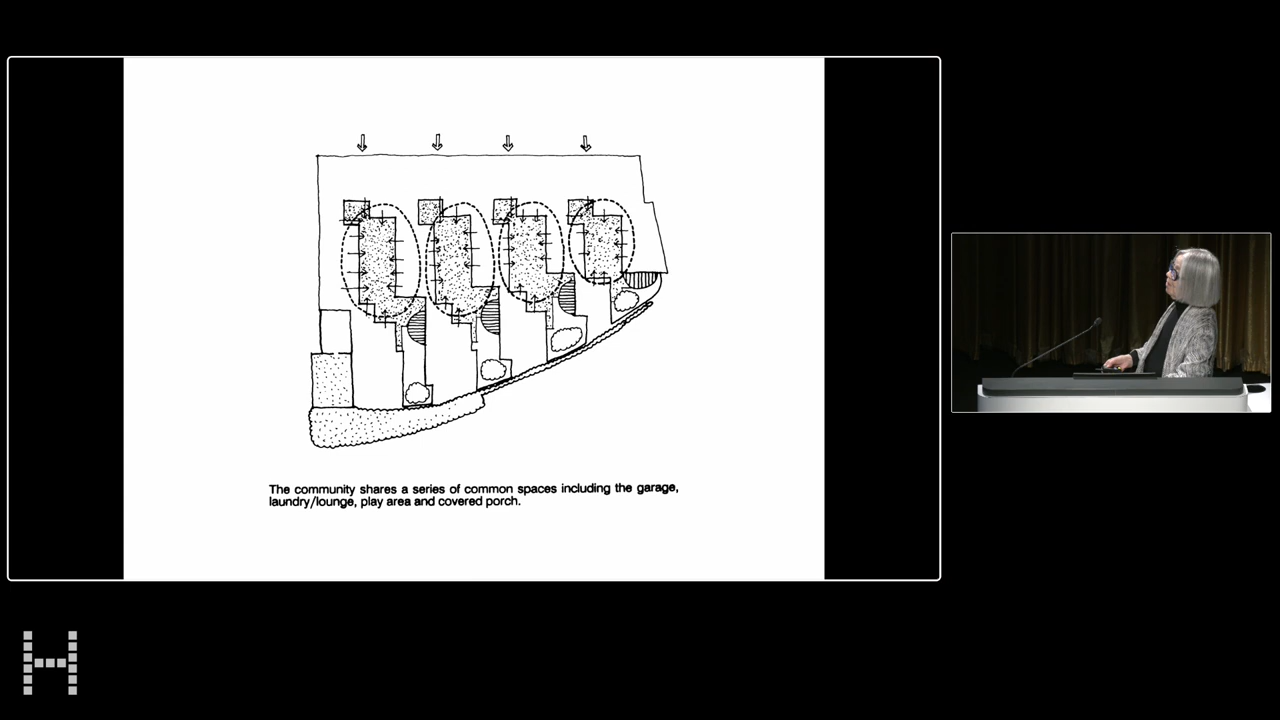 The community shares a series of common spaces including the garage,
laundry/lounge, play area and covered porch.
H